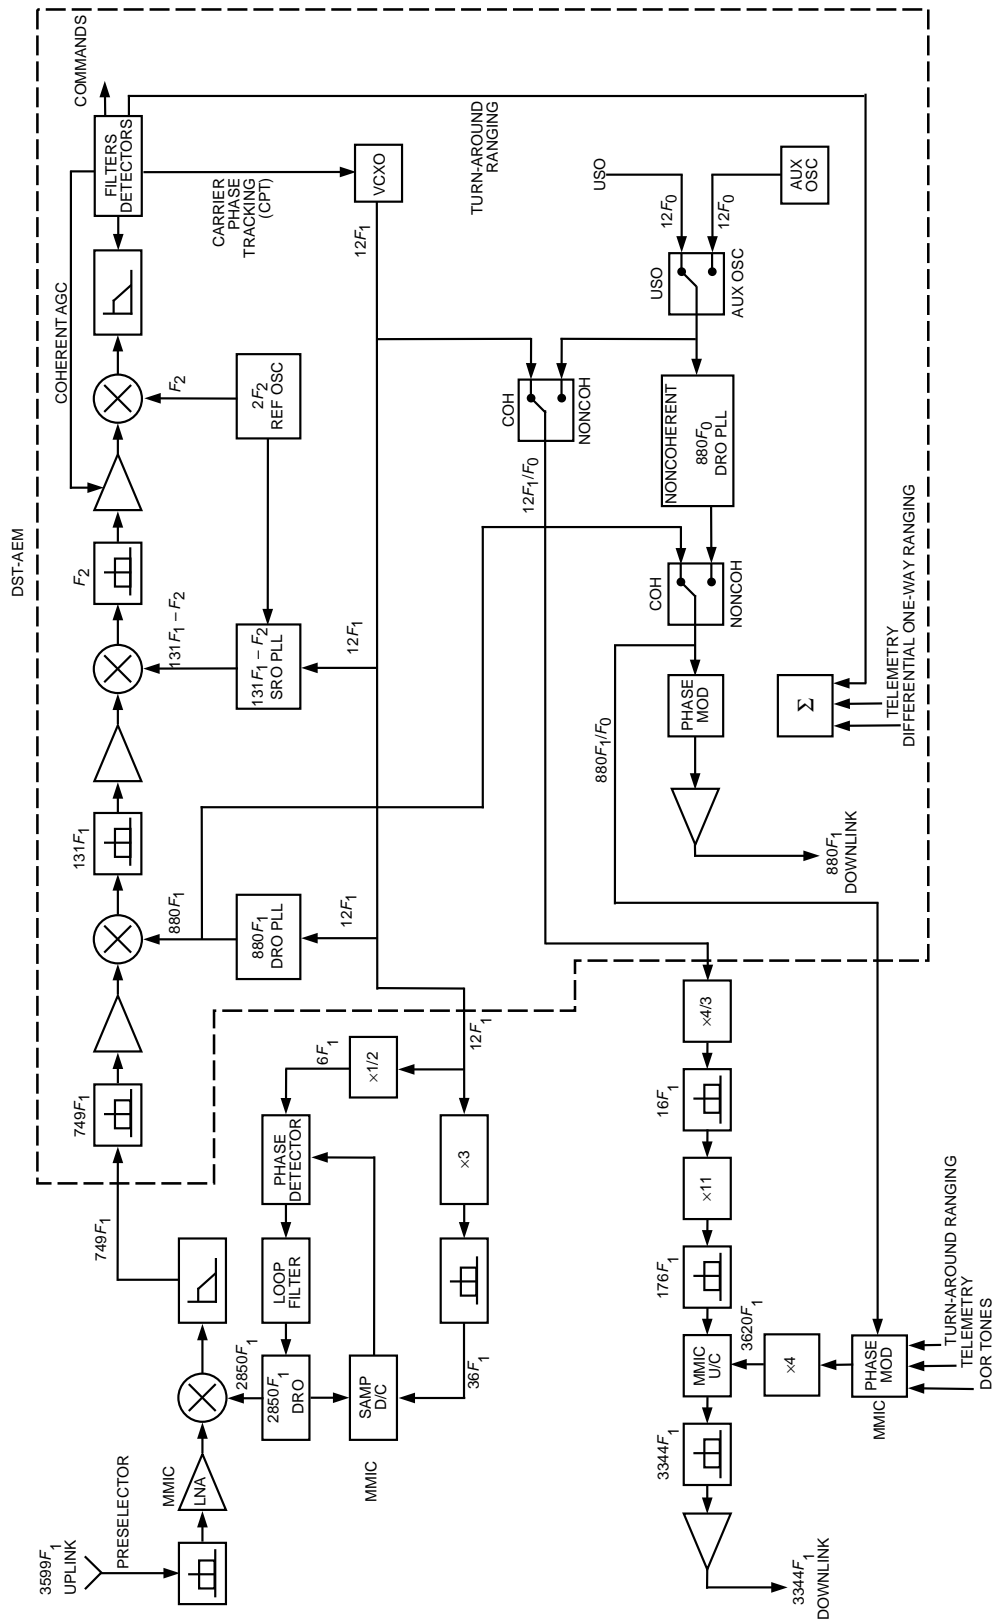 3599F1
UPLINK
PRESELECTOR
MMIC
LNA
2850F1
749F1
2850F1
DRO
LOOP
FILTER
PHASE
DETECTOR
6F1
×1/2
SAMP
D/C
MMIC
36F1
×3
12F1
DST-AEM
749F1
880F1
880F1
DRO PLL
12F1
131F1
131F1 – F2
131F1 – F2
SRO PLL
12F1
F2
F2
2F2
REF OSC
COHERENT AGC
FILTERS
DETECTORS
COMMANDS
CARRIER
PHASE
TRACKING
(CPT)
VCXO
12F1
TURN-AROUND
RANGING
USO
12F0
12F0
AUX
OSC
USO
AUX OSC
COH
NONCOH
12F1/F0
NONCOHERENT
880F0
DRO PLL
COH
NONCOH
880F1/F0
PHASE
MOD
Σ
TELEMETRY
DIFFERENTIAL ONE-WAY RANGING
880F1
DOWNLINK
×4/3
16F1
×11
176F1
MMIC
U/C
3620F1
×4
PHASE
MOD
MMIC
TURN-AROUND RANGING
TELEMETRY
DOR TONES
3344F1
3344F1
DOWNLINK